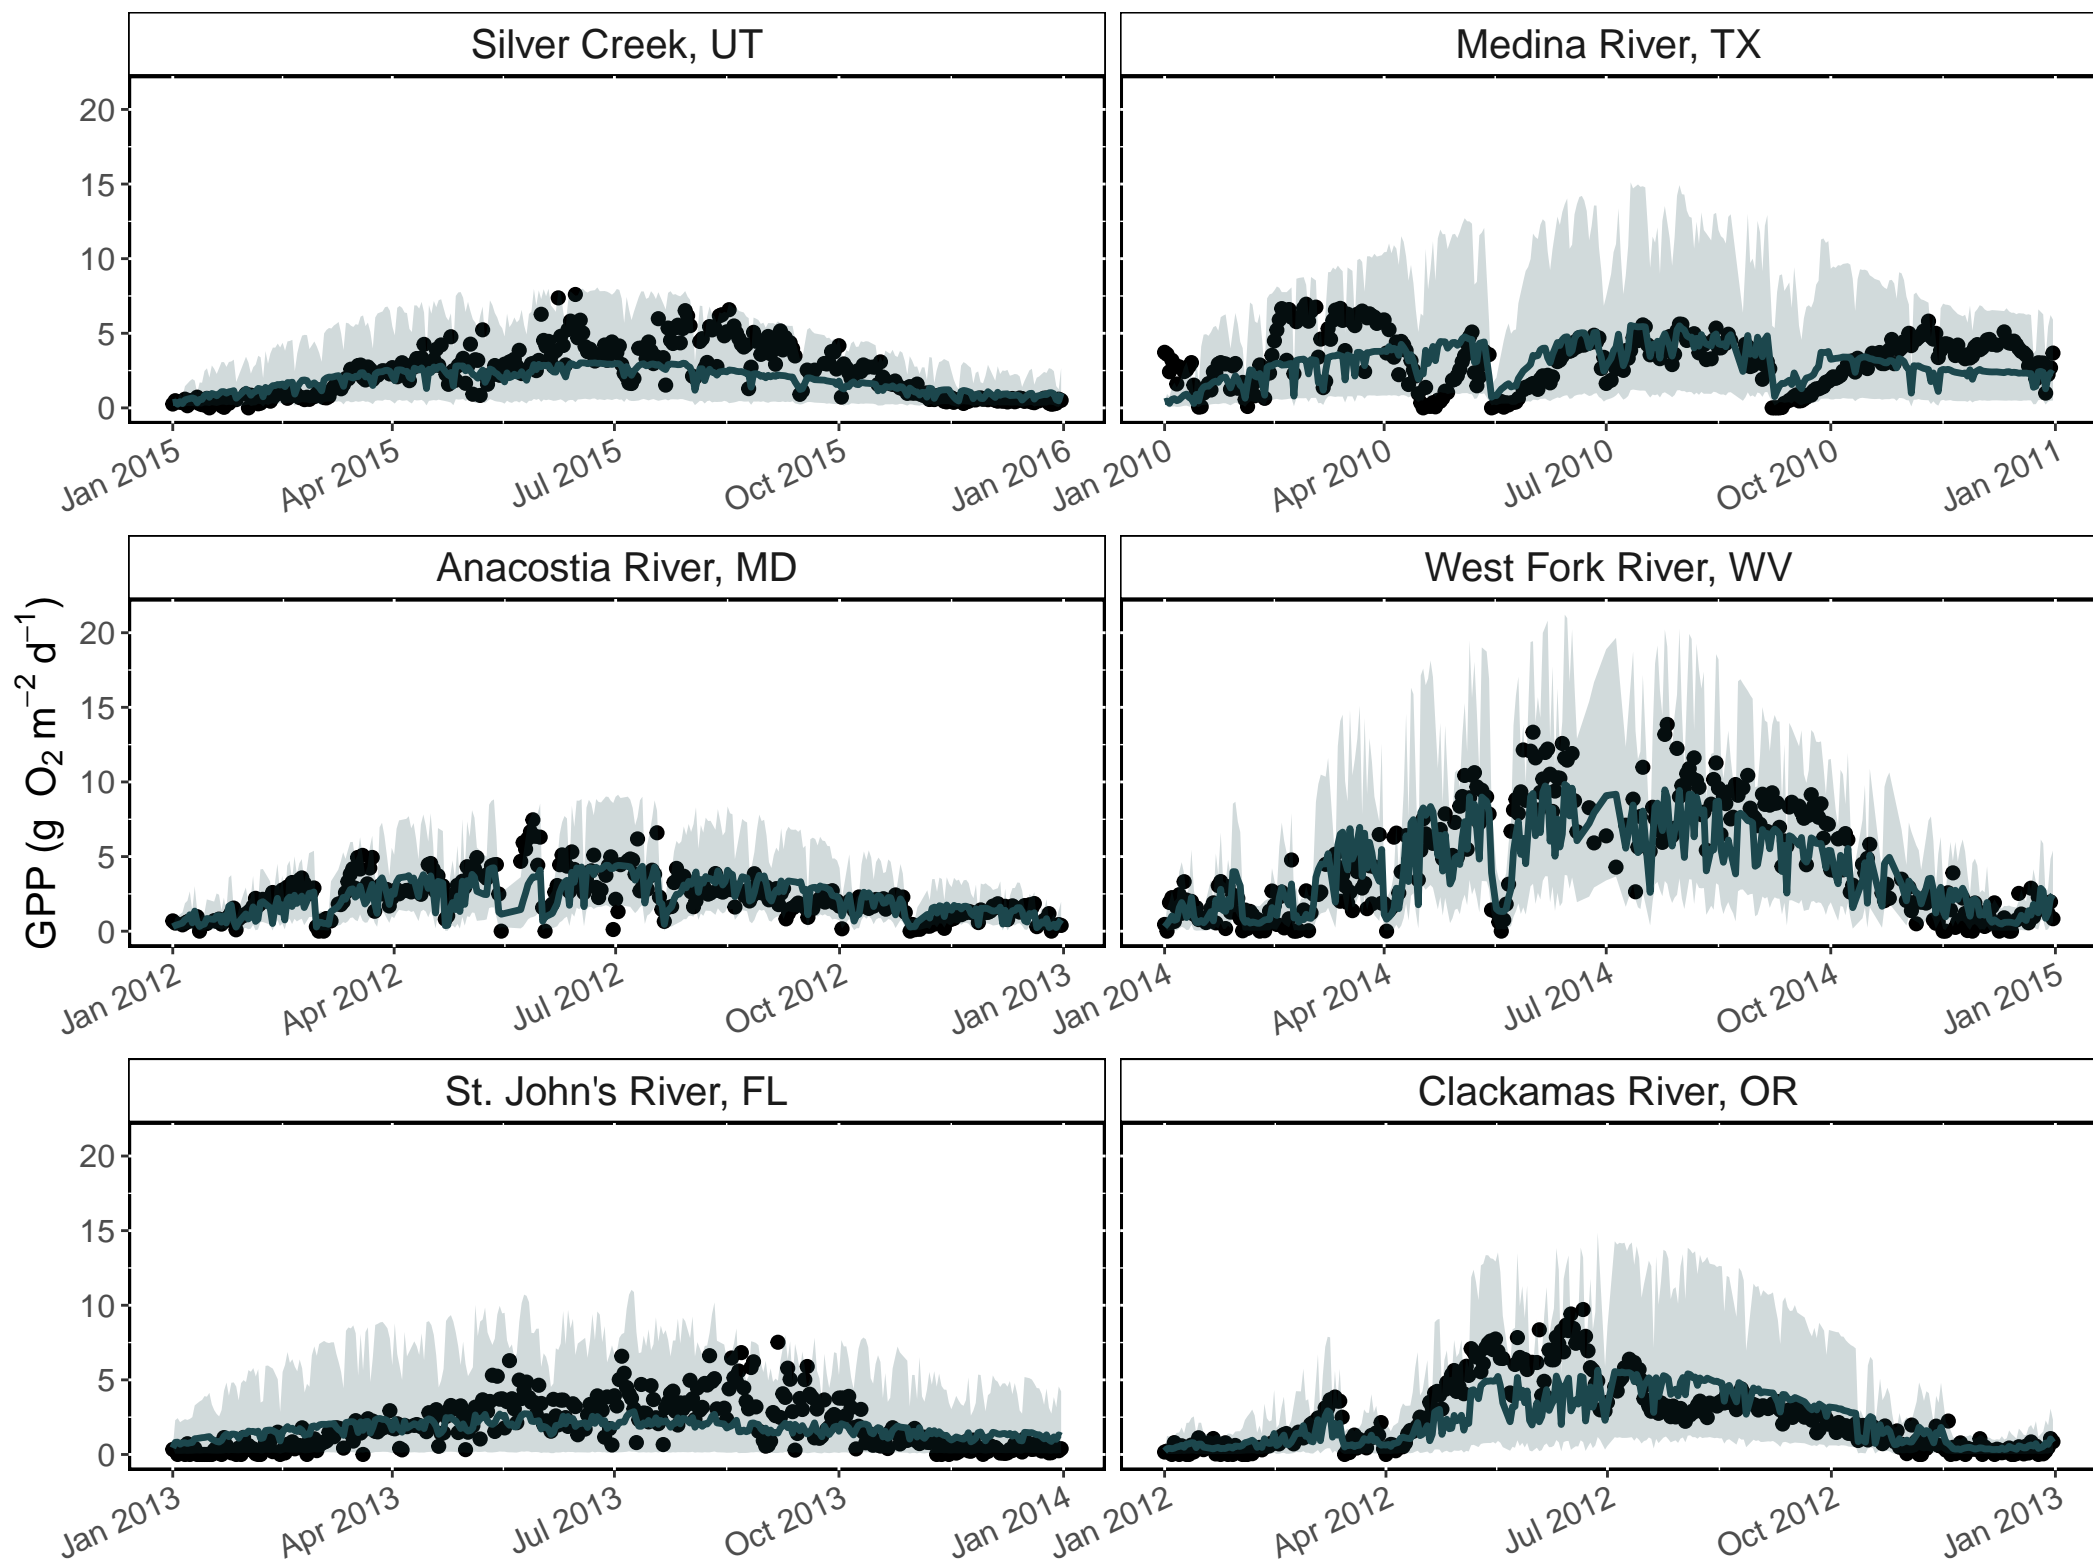 Silver Creek, UT
Medina River, TX
20
15
10
5
0
Jan 2015
Apr 2015
Jul 2015
Oct 2015
Jan 2016
Jan 2010
Apr 2010
Jul 2010
Oct 2010
Jan 2011
Anacostia River, MD
West Fork River, WV
GPP (g O₂ m⁻² d⁻¹)
20
15
10
5
0
Jan 2012
Apr 2012
Jul 2012
Oct 2012
Jan 2013
Jan 2014
Apr 2014
Jul 2014
Oct 2014
Jan 2015
St. John's River, FL
Clackamas River, OR
20
15
10
5
0
Jan 2013
Apr 2013
Jul 2013
Oct 2013
Jan 2014
Jan 2012
Apr 2012
Jul 2012
Oct 2012
Jan 2013